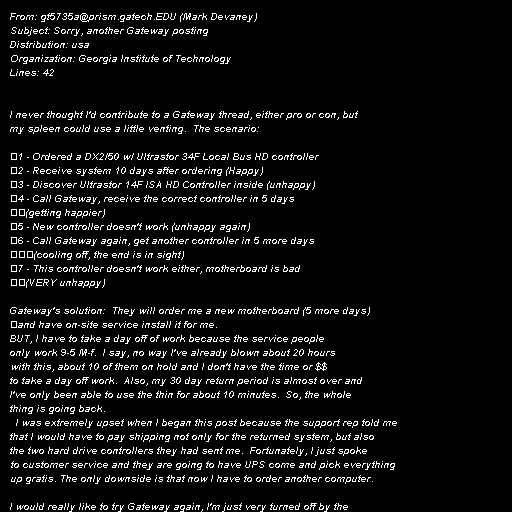 From: gt5735a@prism.gatech.EDU (Mark Devaney)
Subject: Sorry, another Gateway posting
Distribution: usa
Organization: Georgia Institute of Technology
Lines: 42
I never thought I'd contribute to a Gateway thread, either pro or con, but
my spleen could use a little venting.  The scenario:
□1 - Ordered a DX2/50 w/ Ultrastor 34F Local Bus HD controller
□2 - Receive system 10 days after ordering (Happy)
□3 - Discover Ultrastor 14F ISA HD Controller inside (unhappy)
□4 - Call Gateway, receive the correct controller in 5 days
□□(getting happier)
□5 - New controller doesn't work (unhappy again)
□6 - Call Gateway again, get another controller in 5 more days
□□□(cooling off, the end is in sight)
□7 - This controller doesn't work either, motherboard is bad
□□(VERY unhappy)
Gateway's solution:  They will order me a new motherboard (5 more days)
□and have on-site service install it for me.
BUT, I have to take a day off of work because the service people
only work 9-5 M-f.  I say, no way I've already blown about 20 hours
with this, about 10 of them on hold and I don't have the time or $$
to take a day off work.  Also, my 30 day return period is almost over and
I've only been able to use the thin for about 10 minutes.  So, the whole
thing is going back.
I was extremely upset when I began this post because the support rep told me
that I would have to pay shipping not only for the returned system, but also
the two hard drive controllers they had sent me.  Fortunately, I just spoke
to customer service and they are going to have UPS come and pick everything
up gratis. The only downside is that now I have to order another computer.
I would really like to try Gateway again, I'm just very turned off by the